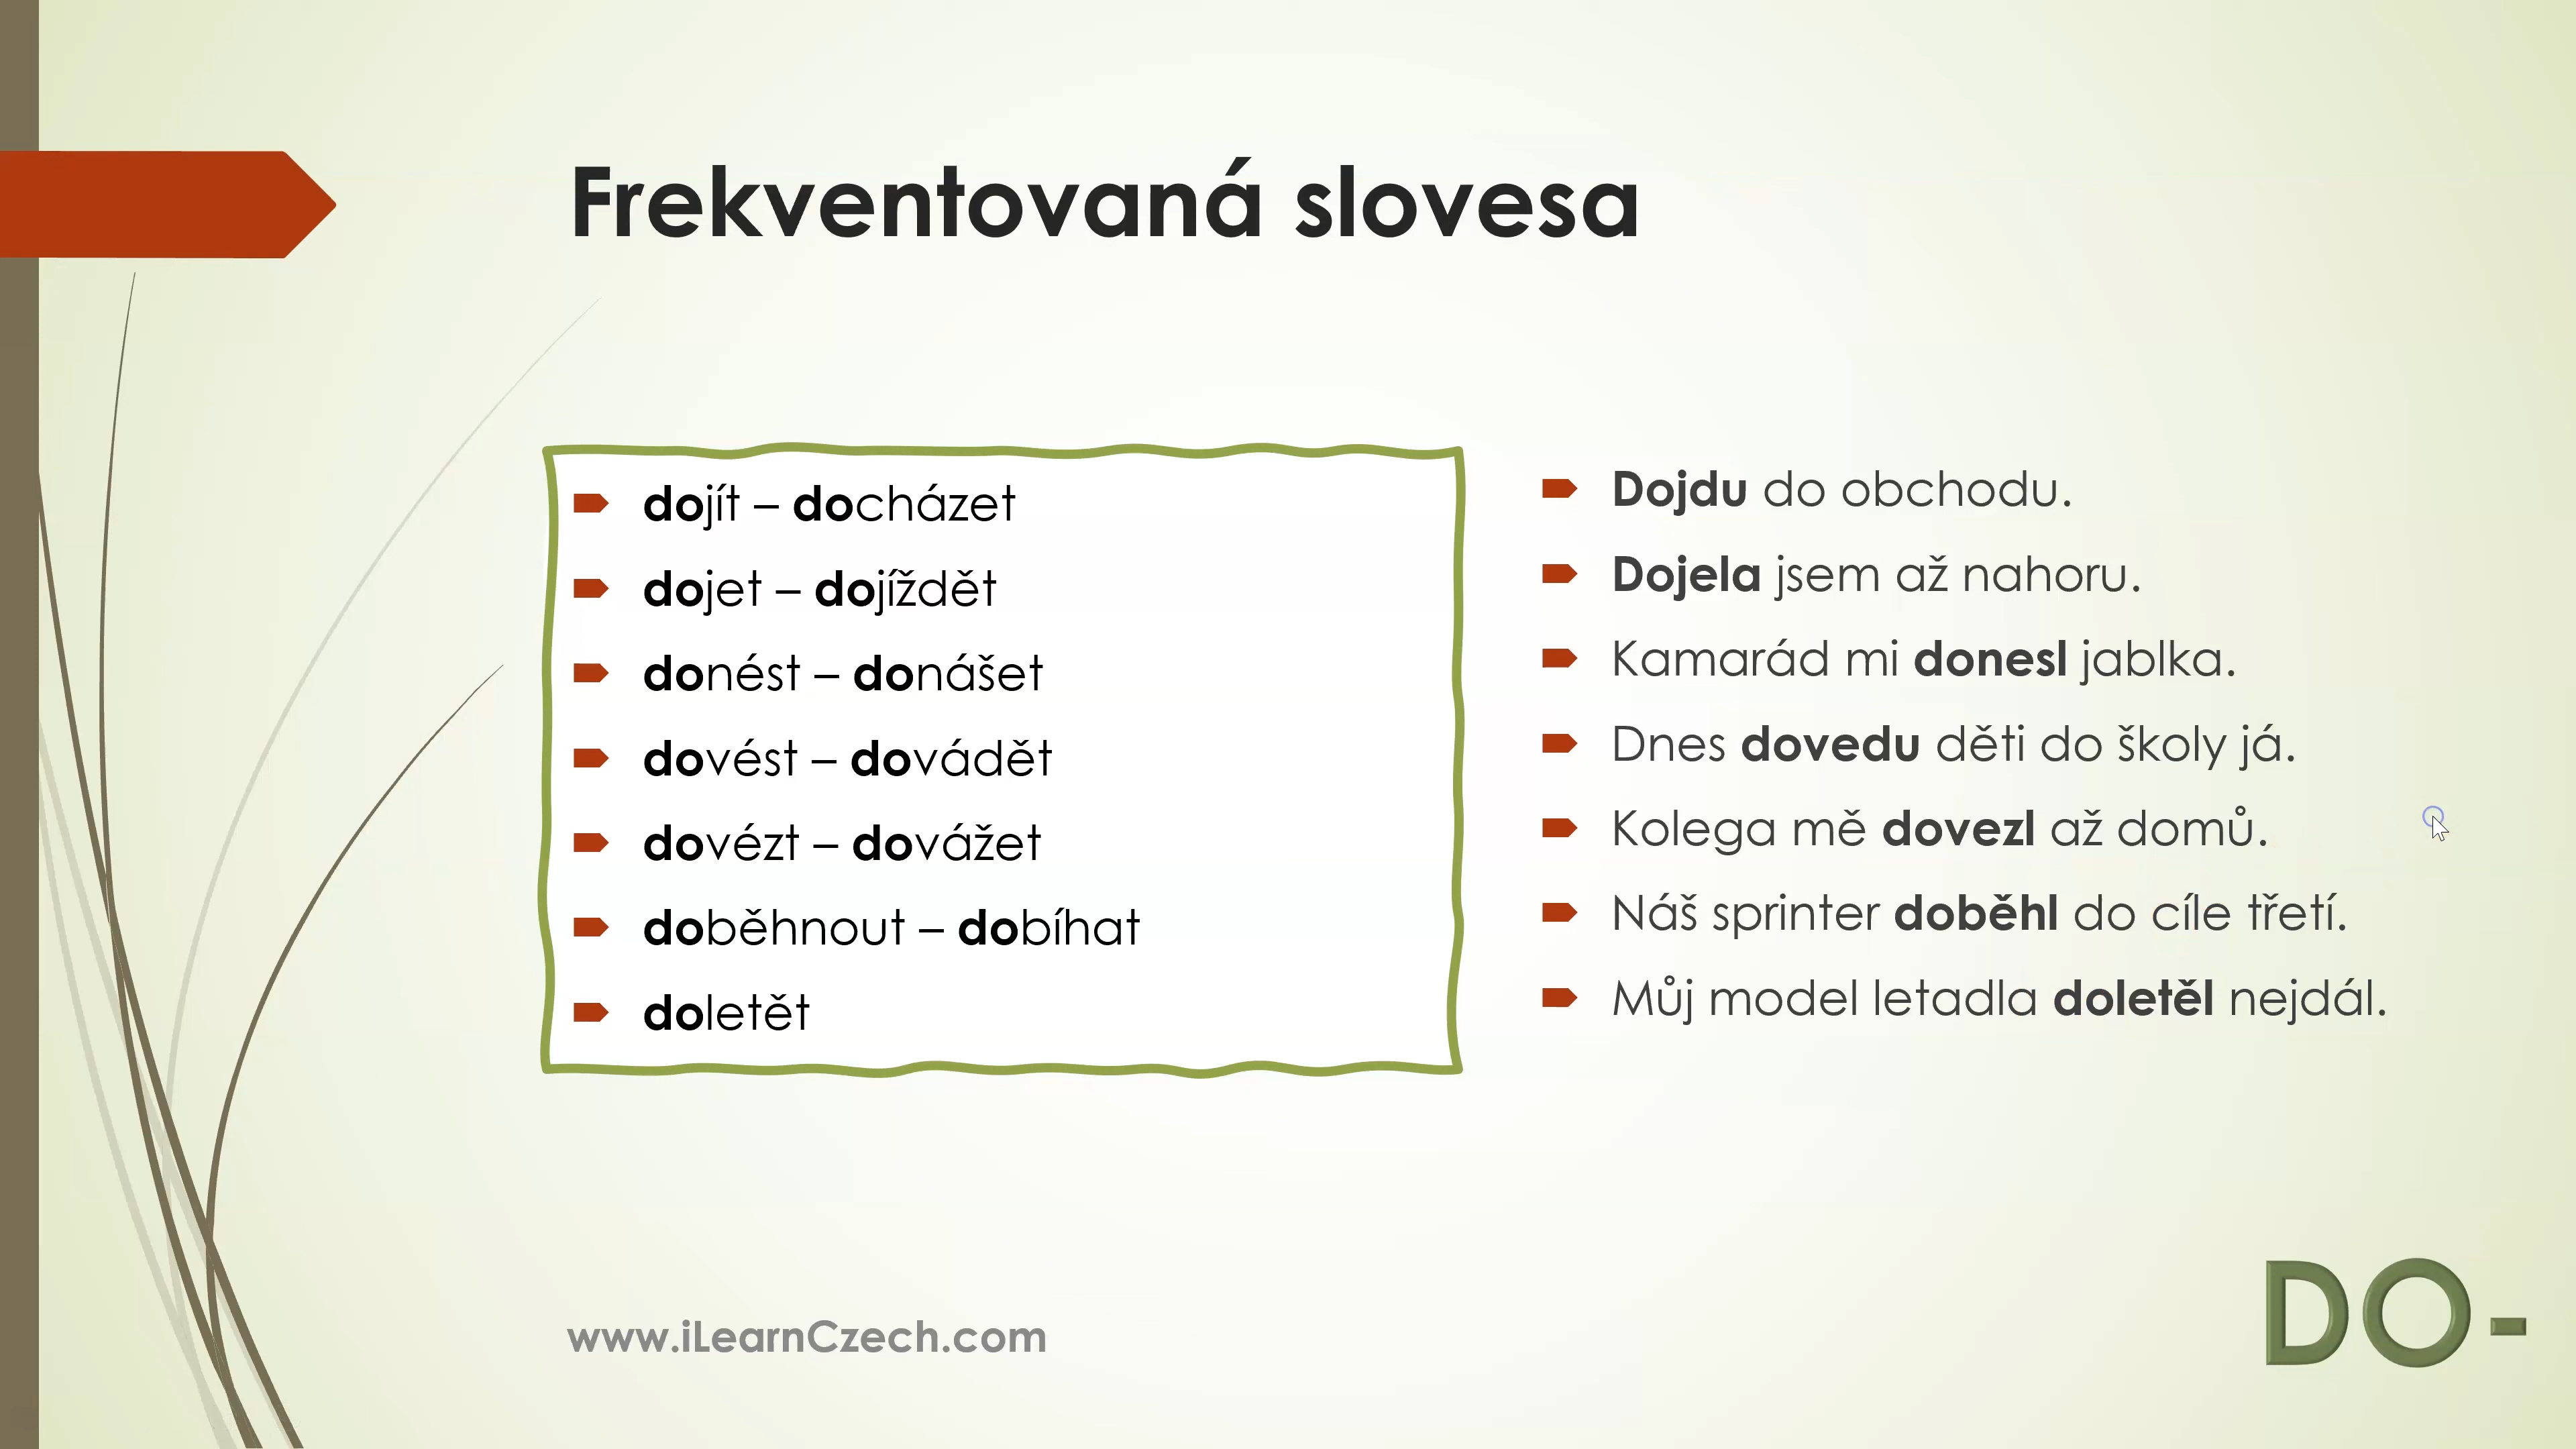 Frekventovaná slovesa
dojít – docházet
dojet – dojíždět
donést – donášet
dovést – dovádět
dovézt – dovážet
doběhnout – dobíhat
doletět
Dojdu do obchodu.
Dojela jsem až nahoru.
Kamarád mi donesl jablka.
Dnes dovedu děti do školy já.
Kolega mě dovezl až domů.
Náš sprinter doběhl do cíle třetí.
Můj model letadla doletěl nejdál.
www.iLearnCzech.com
DO-